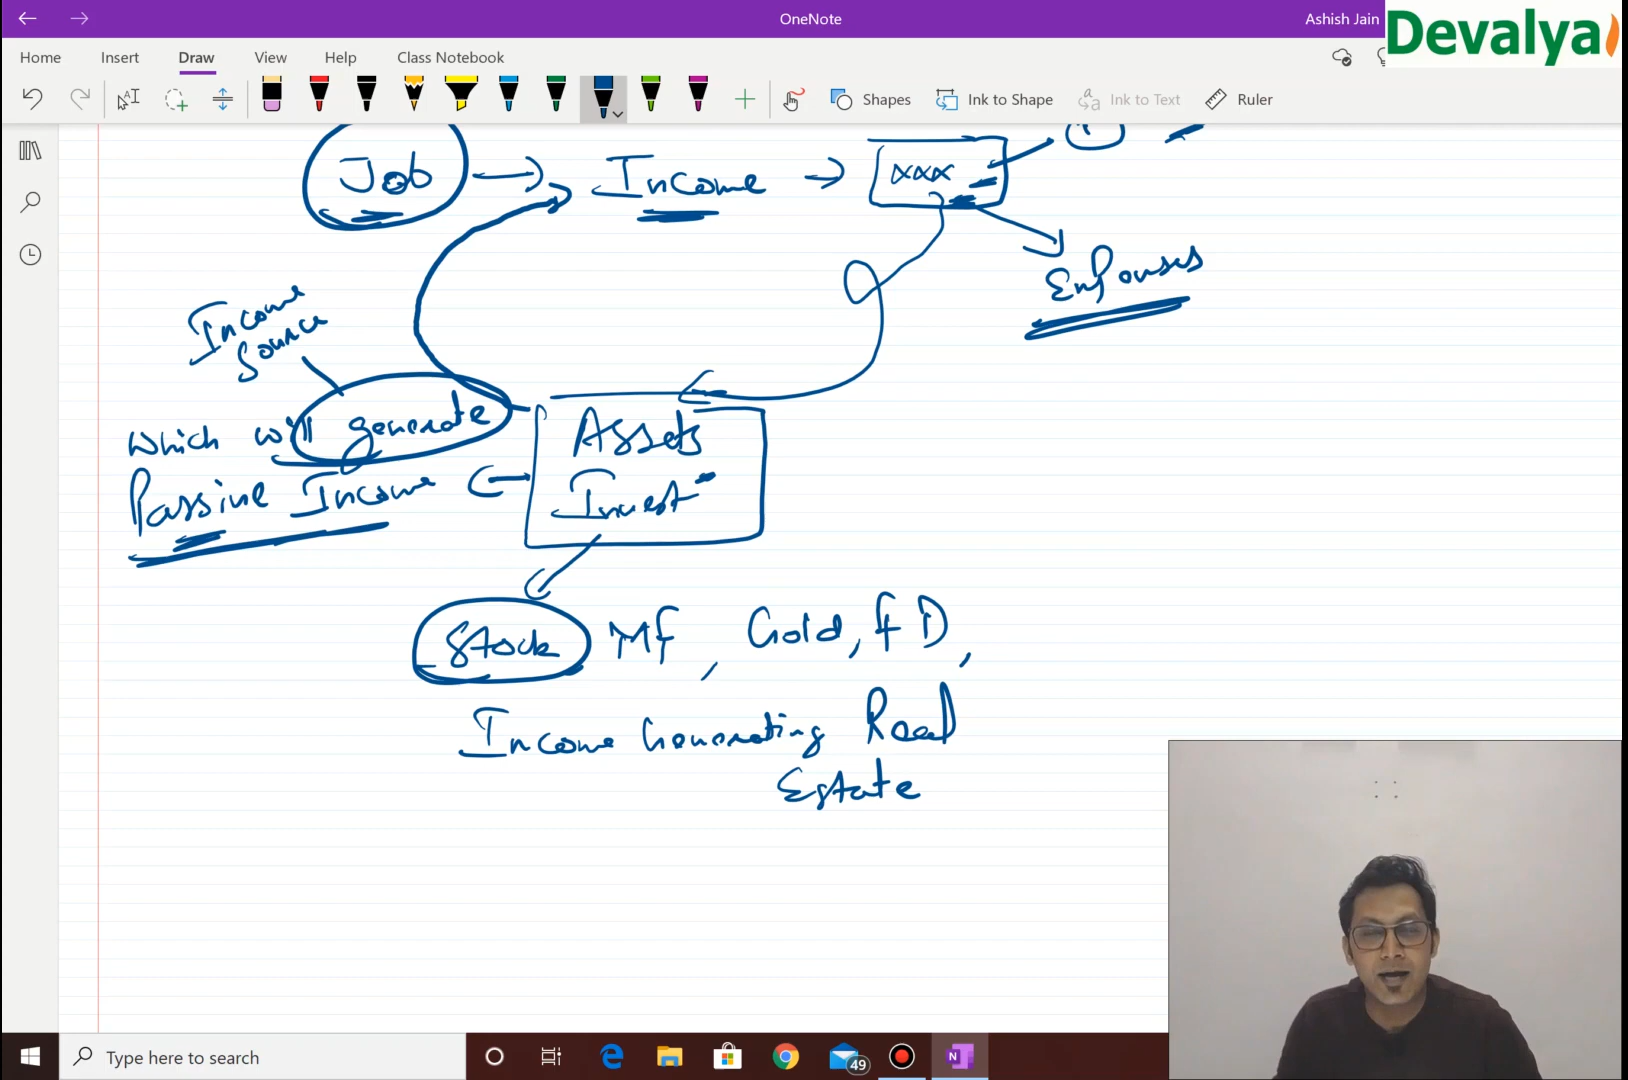 OneNote
Ashish Jain
Devalya
Home Insert Draw View Help Class Notebook
Shapes Ink to Shape Ink to Text Ruler
Job Income xxx
Expenses
Income
Source
which will generate
Passive Income
Assets
Invest
Stock MF, Gold, FD,
Income Generating Real
Estate
Type here to search
49
N